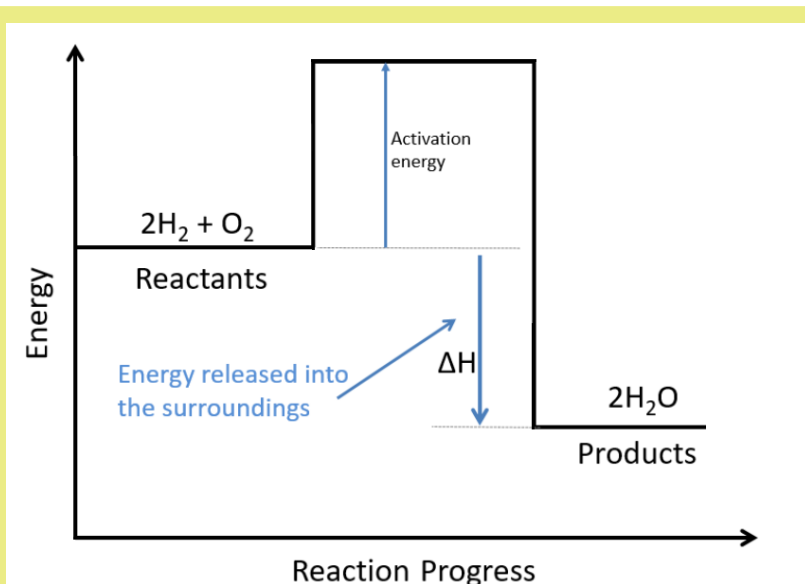 Activation
energy
2H₂ + O₂
Reactants
Energy
Energy released into
the surroundings
ΔH
2H₂O
Products
Reaction Progress